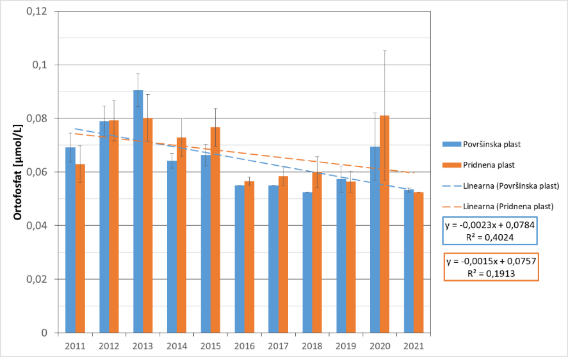 0,12
0,1
0,08
0,06
0,04
0,02
0
Ortofosfat [µmol/L]
2011 2012 2013 2014 2015 2016 2017 2018 2019 2020 2021
Površinska plast
Pridnena plast
Linearna (Površinska plast)
Linearna (Pridnena plast)
y = -0,0023x + 0,0784
R² = 0,4024
y = -0,0015x + 0,0757
R² = 0,1913